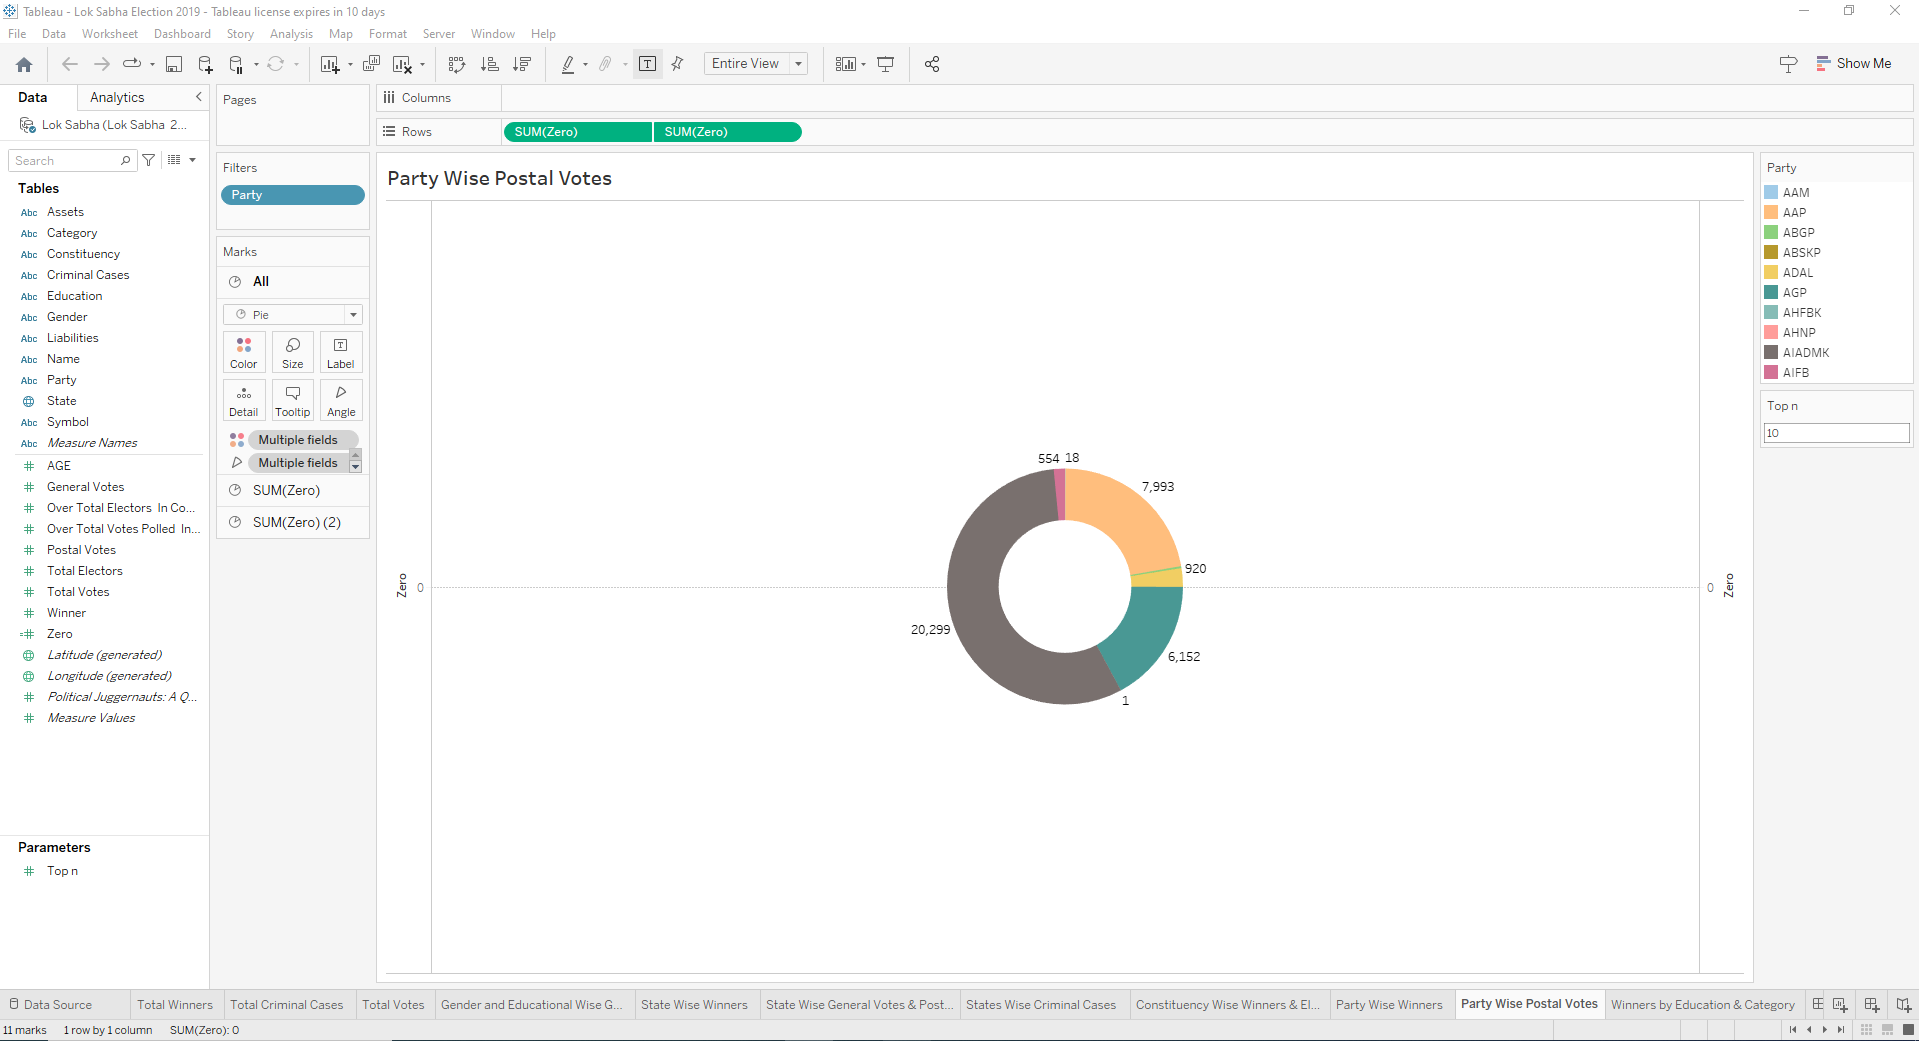 Tableau - Lok Sabha Election 2019 - Tableau license expires in 10 days
File Data Worksheet Dashboard Story Analysis Map Format Server Window Help
Entire View
Show Me
Data Analytics
Lok Sabha (Lok Sabha 2...
Search
Tables
Abc Assets
Abc Category
Abc Constituency
Abc Criminal Cases
Abc Education
Abc Gender
Abc Liabilities
Abc Name
Abc Party
State
Abc Symbol
Abc Measure Names
# AGE
# General Votes
# Over Total Electors In Co...
# Over Total Votes Polled In...
# Postal Votes
# Total Electors
# Total Votes
# Winner
=# Zero
Latitude (generated)
Longitude (generated)
# Political Juggernauts: A Q...
# Measure Values
Parameters
# Top n
Pages
Filters
Party
Marks
All
Pie
Color Size Label
Detail Tooltip Angle
Multiple fields
Multiple fields
SUM(Zero)
SUM(Zero) (2)
Columns
Rows SUM(Zero) SUM(Zero)
Party Wise Postal Votes
554 18
7,993
920
Zero 0
0 Zero
20,299
6,152
1
Party
AAM
AAP
ABGP
ABSKP
ADAL
AGP
AHFBK
AHNP
AIADMK
AIFB
Top n
10
Data Source Total Winners Total Criminal Cases Total Votes Gender and Educational Wise G... State Wise Winners State Wise General Votes & Post... States Wise Criminal Cases Constituency Wise Winners & El... Party Wise Winners Party Wise Postal Votes Winners by Education & Category
11 marks 1 row by 1 column SUM(Zero): 0